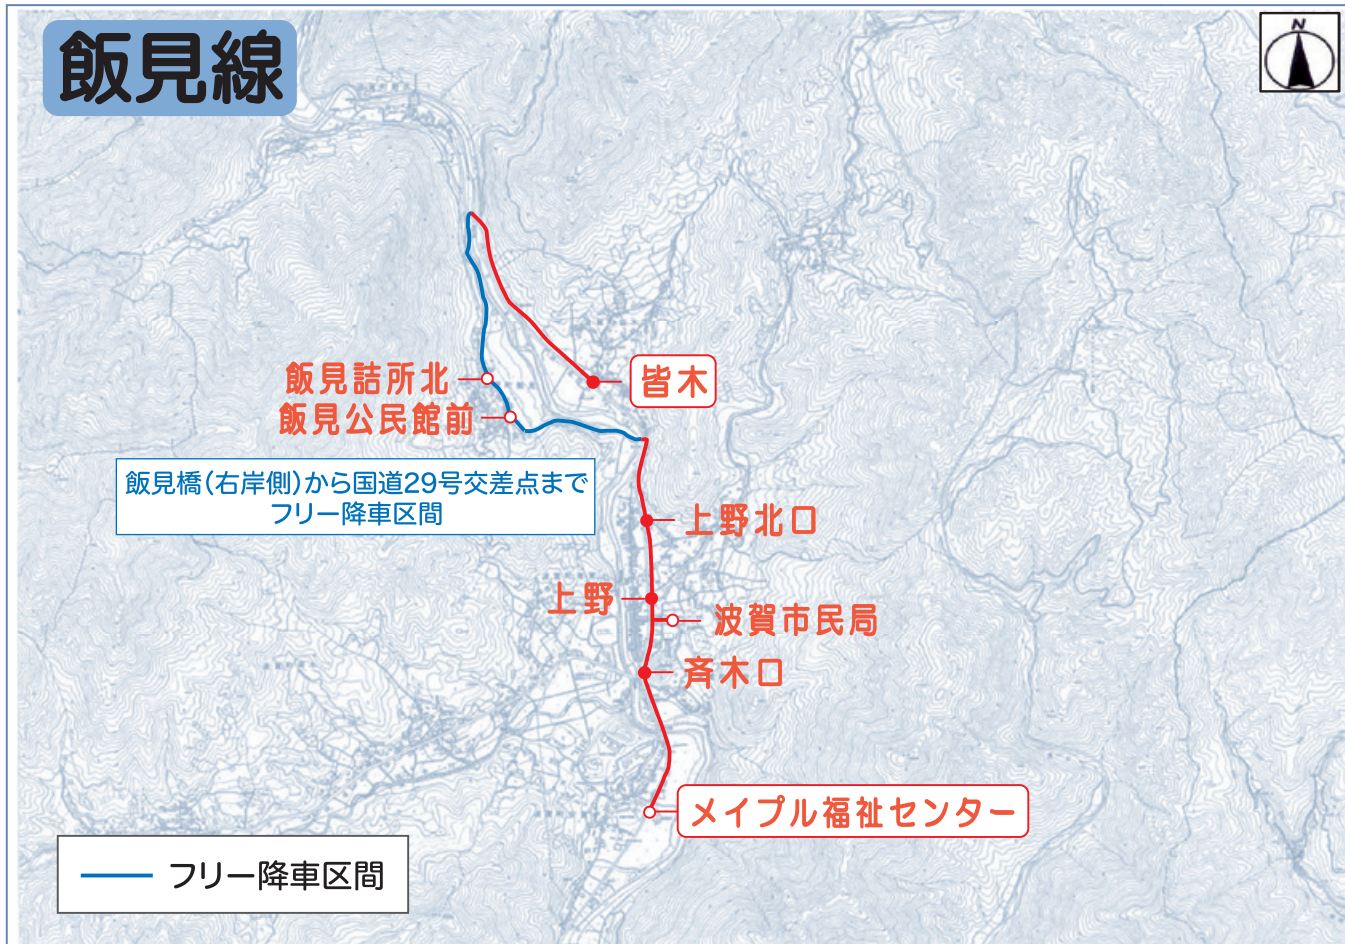 飯見線
N
飯見詰所北
皆木
飯見公民館前
飯見橋(右岸側)から国道29号交差点まで
フリー降車区間
上野北口
上野
波賀市民局
斉木口
メイプル福祉センター
フリー降車区間